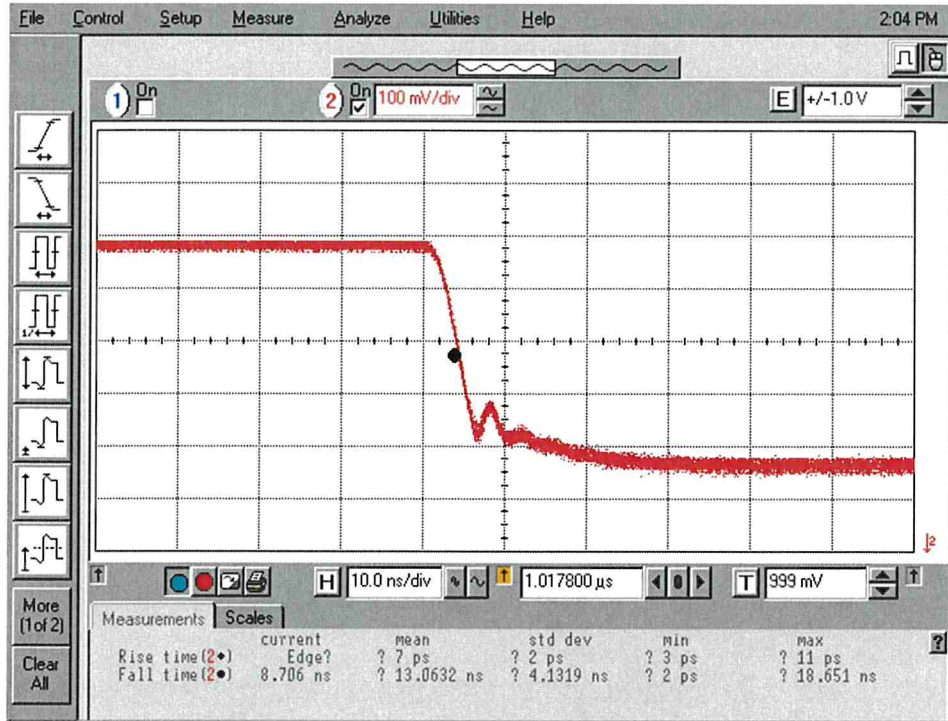 File Control Setup Measure Analyze Utilities Help 2:04 PM
1 On 2 On 100 mV/div E +/-1.0 V
2
H 10.0 ns/div 1.017800 µs 0 T 999 mV
More
(1 of 2)
Clear
All
Measurements Scales
current mean std dev min max
Rise time(2◆) Edge? ? 7 ps ? 2 ps ? 3 ps ? 11 ps
Fall time(2●) 8.706 ns ? 13.0632 ns ? 4.1319 ns ? 2 ps ? 18.651 ns
?